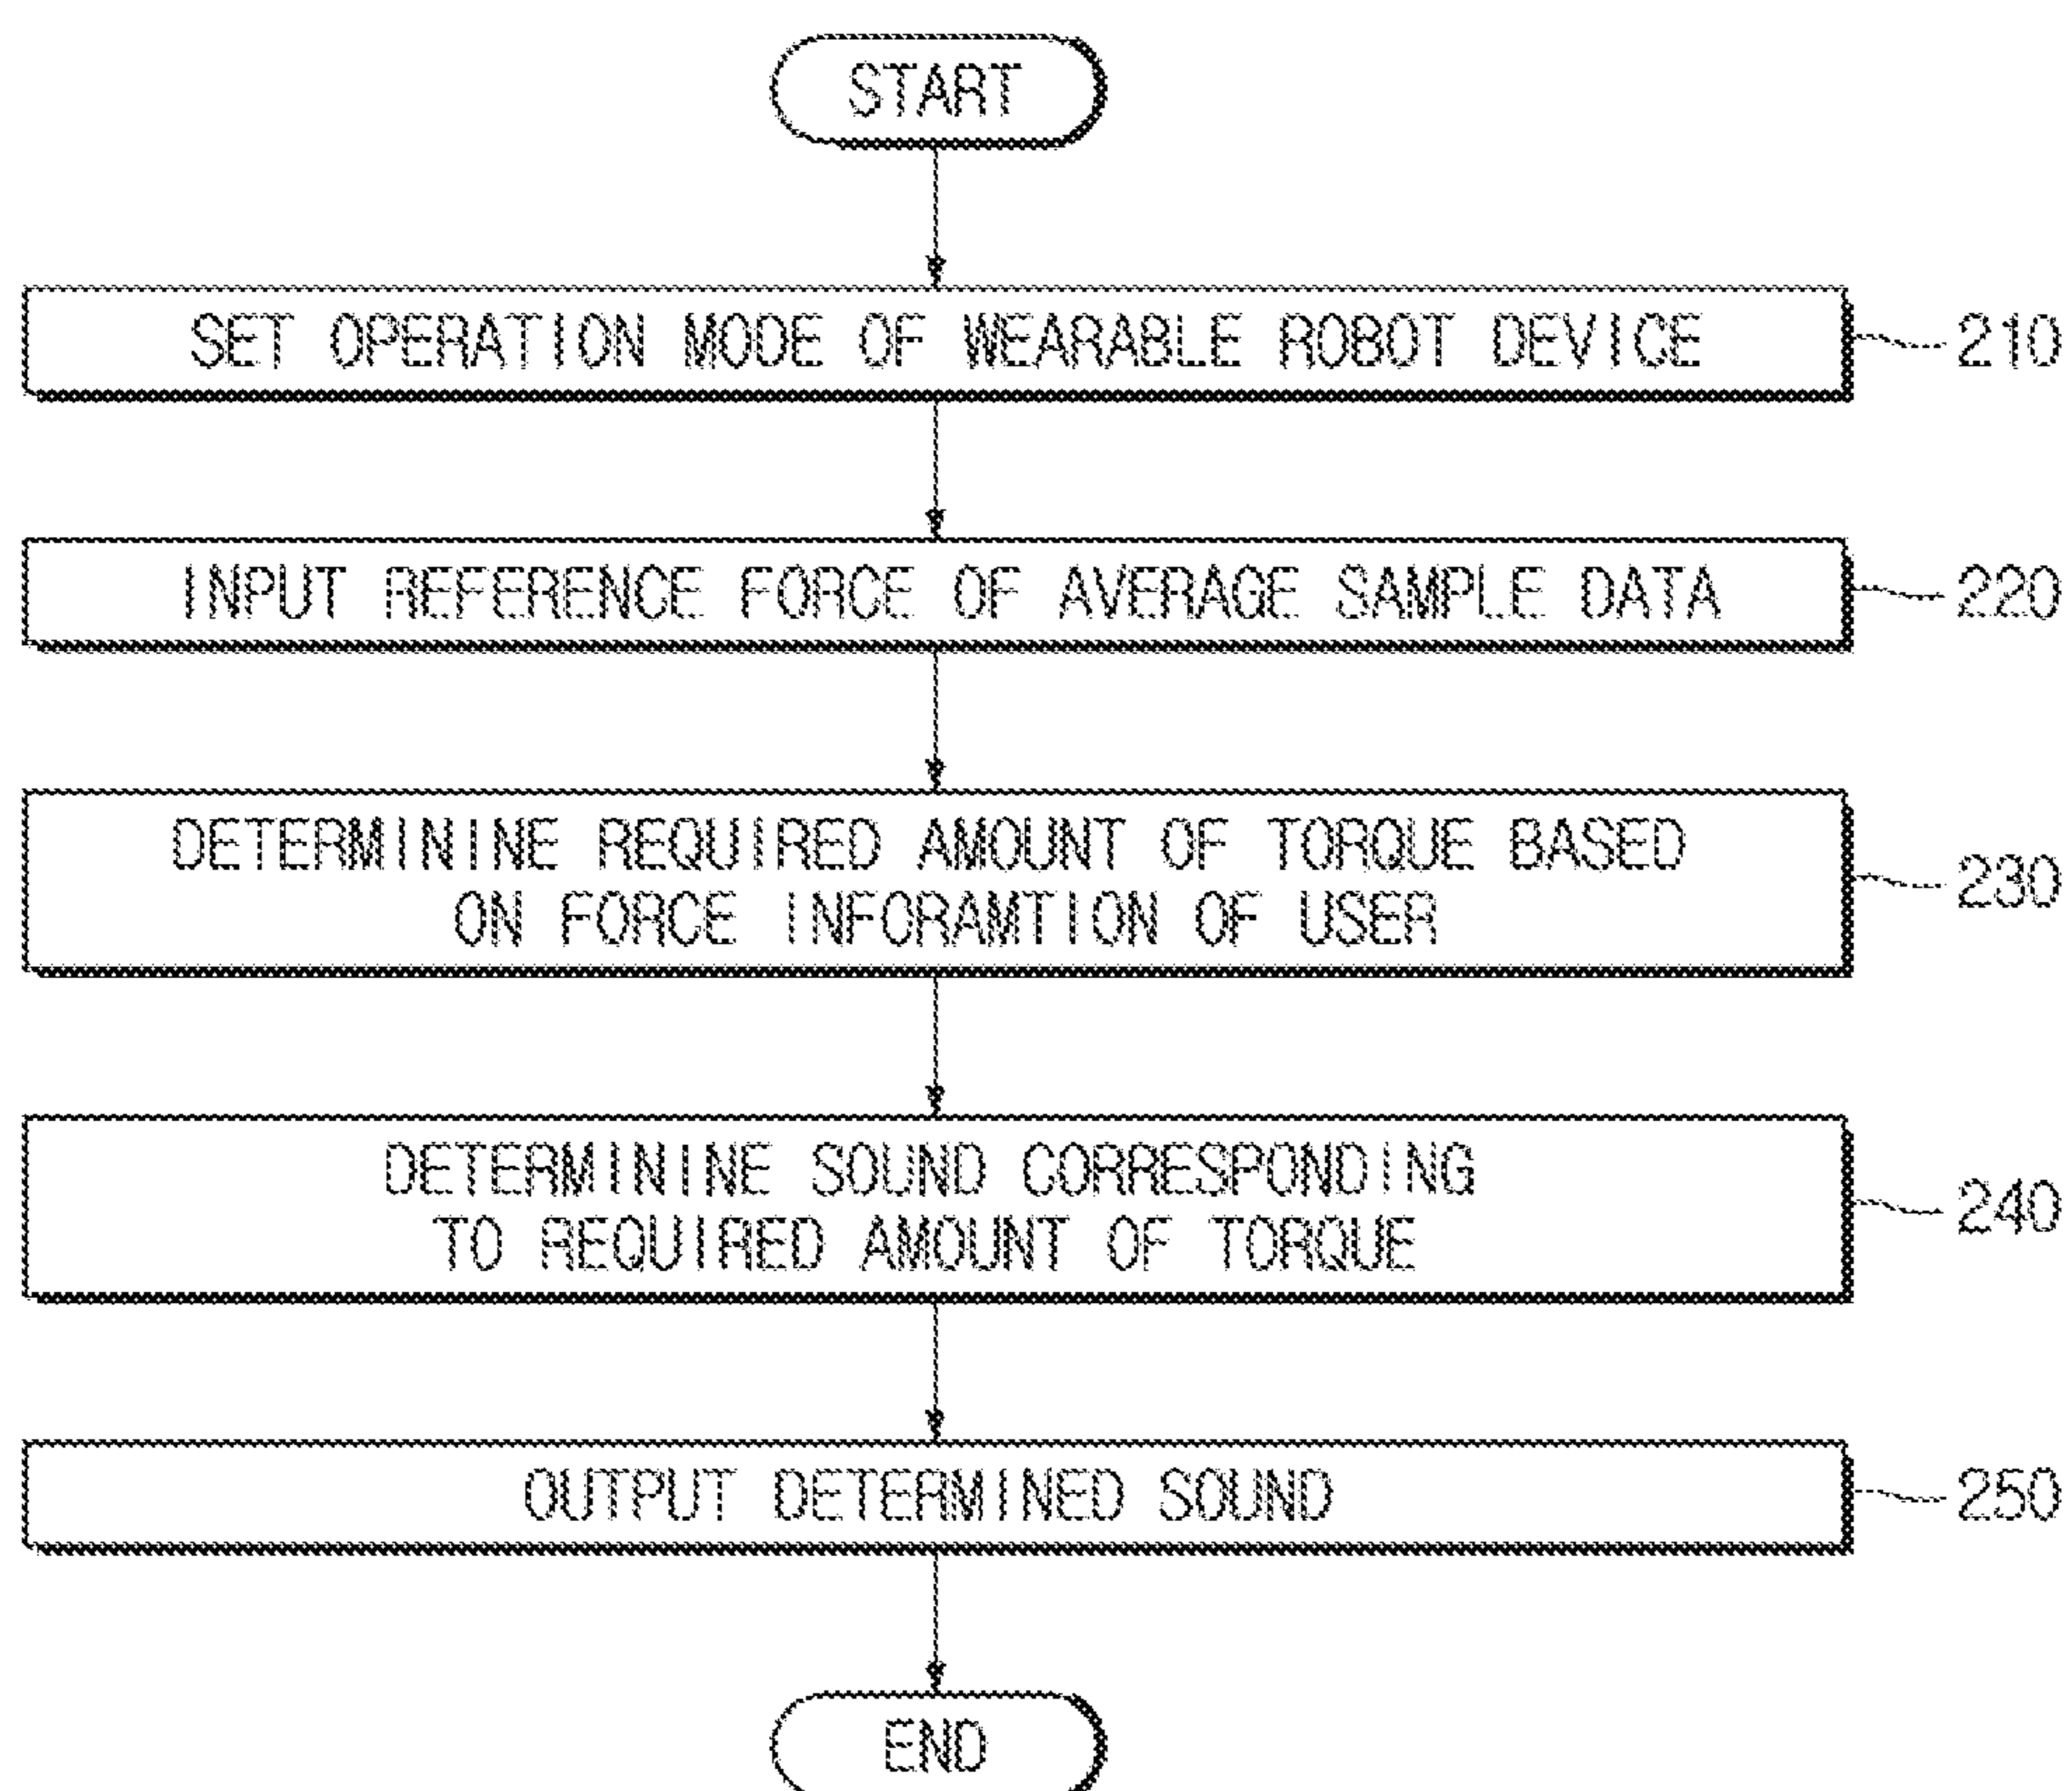 START
SET OPERATION MODE OF WEARABLE ROBOT DEVICE
210
INPUT REFERENCE FORCE OF AVERAGE SAMPLE DATA
220
DETERMININE REQUIRED AMOUNT OF TORQUE BASED
ON FORCE INFORAMTION OF USER
230
DETERMININE SOUND CORRESPONDING
TO REQUIRED AMOUNT OF TORQUE
240
OUTPUT DETERMINED SOUND
250
END